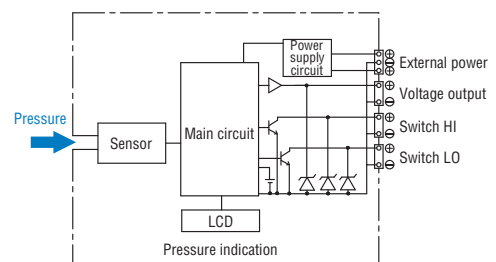 Power
supply
circuit
⊕
⊖
⊕
External power
⊕
Voltage output
⊖
Pressure
Sensor
Main circuit
⊕
Switch HI
⊖
⊕
Switch LO
⊖
LCD
Pressure indication